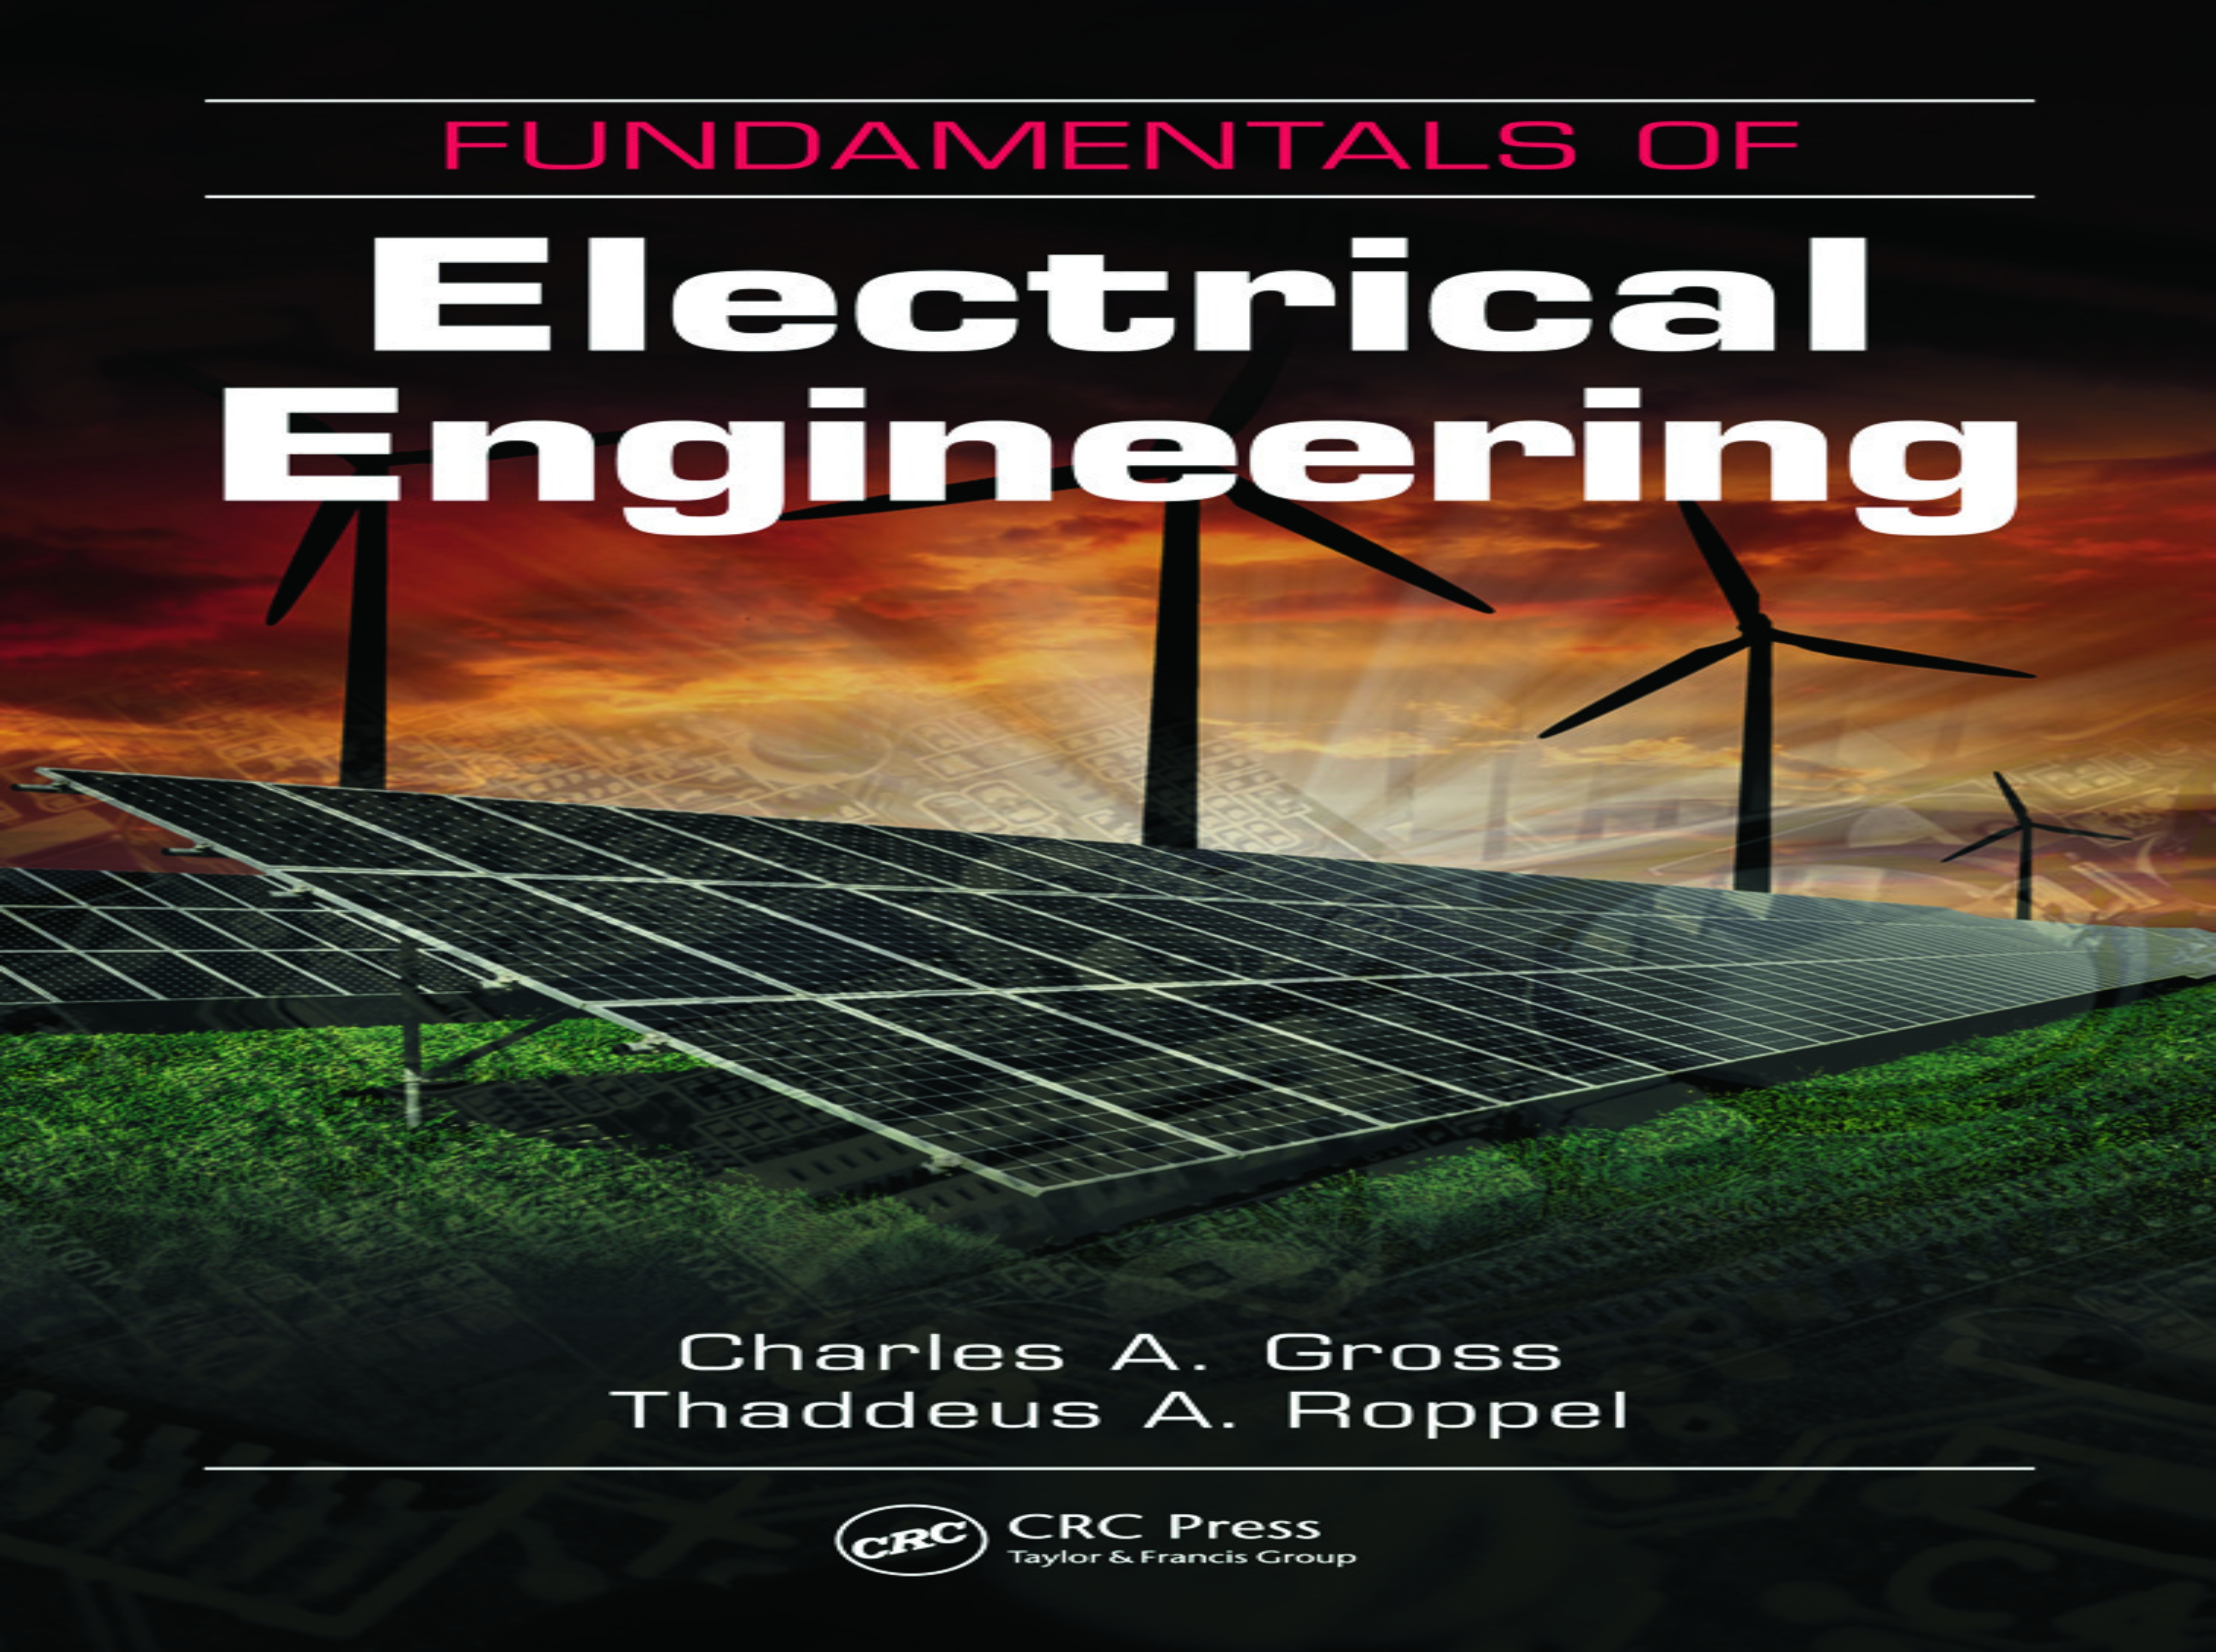 FUNDAMENTALS OF
Electrical
Engineering
Charles A. Gross
Thaddeus A. Roppel
CRC CRC Press
Taylor & Francis Group